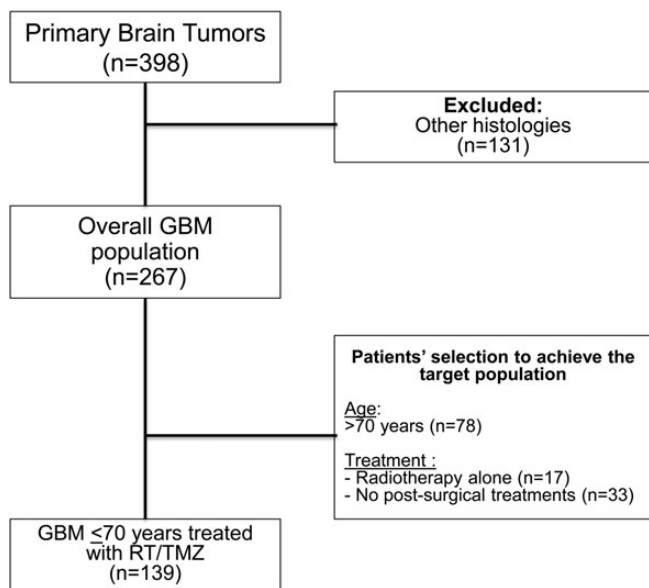 Primary Brain Tumors
(n=398)
Excluded:
Other histologies
(n=131)
Overall GBM
population
(n=267)
Patients’ selection to achieve the
target population
Age:
>70 years (n=78)
Treatment :
- Radiotherapy alone (n=17)
- No post-surgical treatments (n=33)
GBM ≤70 years treated
with RT/TMZ
(n=139)